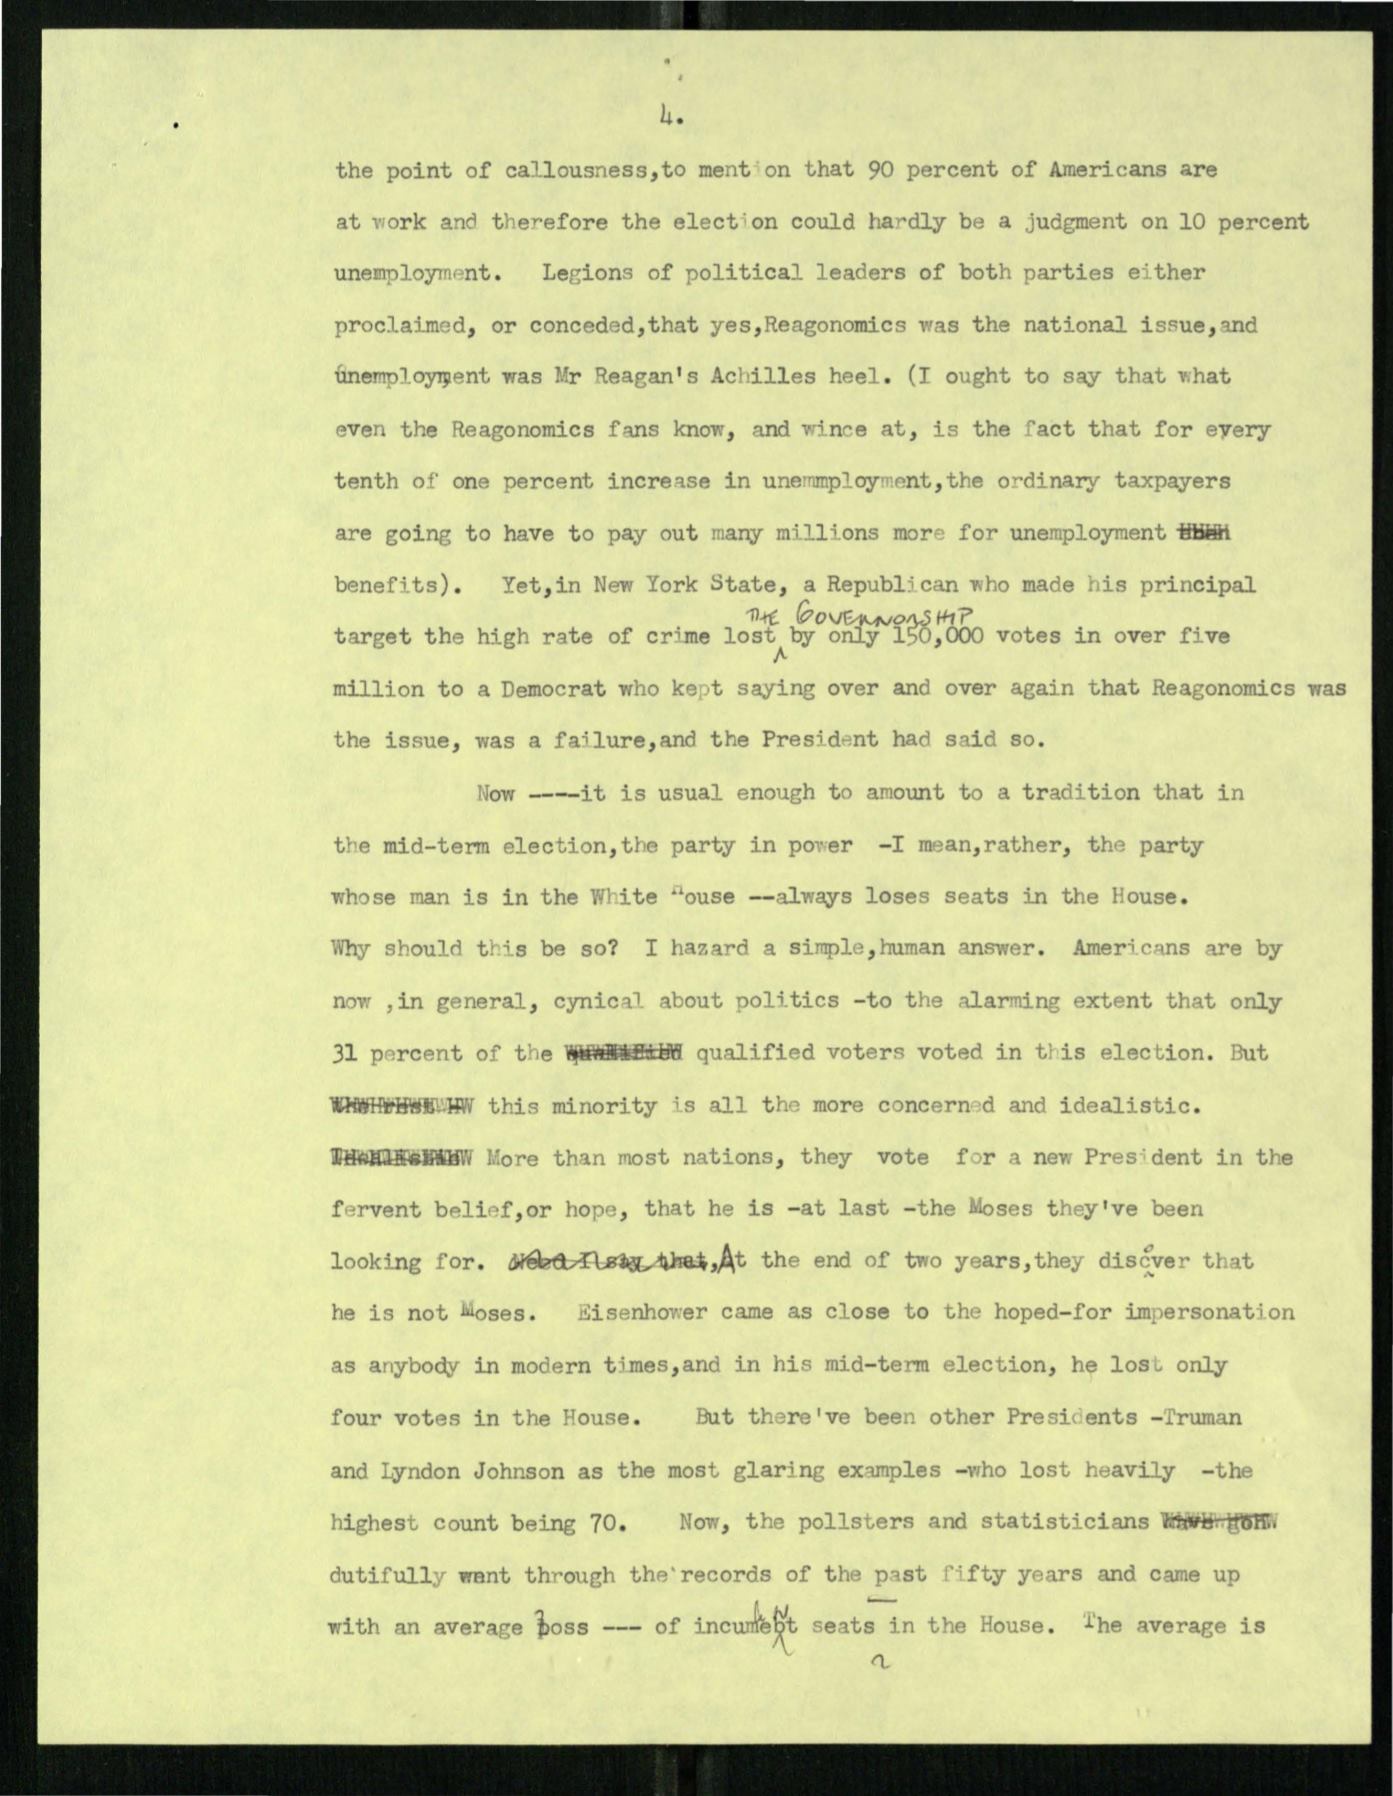 4.
the point of callousness,to mention that 90 percent of Americans are
at work and therefore the election could hardly be a judgment on 10 percent
unemployment. Legions of political leaders of both parties either
proclaimed, or conceded,that yes,Reagonomics was the national issue,and
unemployment was Mr Reagan's Achilles heel. (I ought to say that what
even the Reagonomics fans know, and wince at, is the fact that for every
tenth of one percent increase in unemmployment,the ordinary taxpayers
are going to have to pay out many millions more for unemployment
benefits). Yet,in New York State, a Republican who made his principal
THE GOVERNORSHIP
target the high rate of crime lost by only 150,000 votes in over five
million to a Democrat who kept saying over and over again that Reagonomics was
the issue, was a failure,and the President had said so.
Now ----it is usual enough to amount to a tradition that in
the mid-term election,the party in power -I mean,rather, the party
whose man is in the White House --always loses seats in the House.
Why should this be so? I hazard a simple,human answer. Americans are by
now ,in general, cynical about politics -to the alarming extent that only
31 percent of the qualified qualified voters voted in this election. But
this minority is all the more concerned and idealistic.
More than most nations, they vote for a new President in the
fervent belief,or hope, that he is -at last -the Moses they've been
looking for. Need I say that,At the end of two years,they discover that
he is not Moses. Eisenhower came as close to the hoped-for impersonation
as anybody in modern times,and in his mid-term election, he lost only
four votes in the House. But there've been other Presidents -Truman
and Lyndon Johnson as the most glaring examples -who lost heavily -the
highest count being 70. Now, the pollsters and statisticians
dutifully went through the records of the past fifty years and came up
with an average loss --- of incumbent seats in the House. The average is